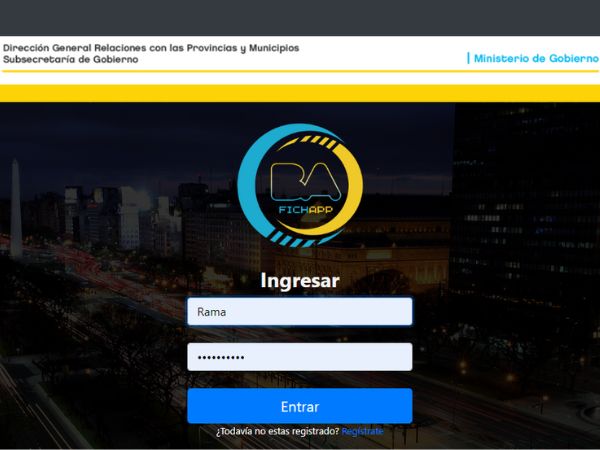 Dirección General Relaciones con las Provincias y Municipios
Subsecretaría de Gobierno
Ministerio de Gobierno
BA
FICHAPP
Ingresar
Rama
••••••••••
Entrar
¿Todavía no estas registrado? Registrate